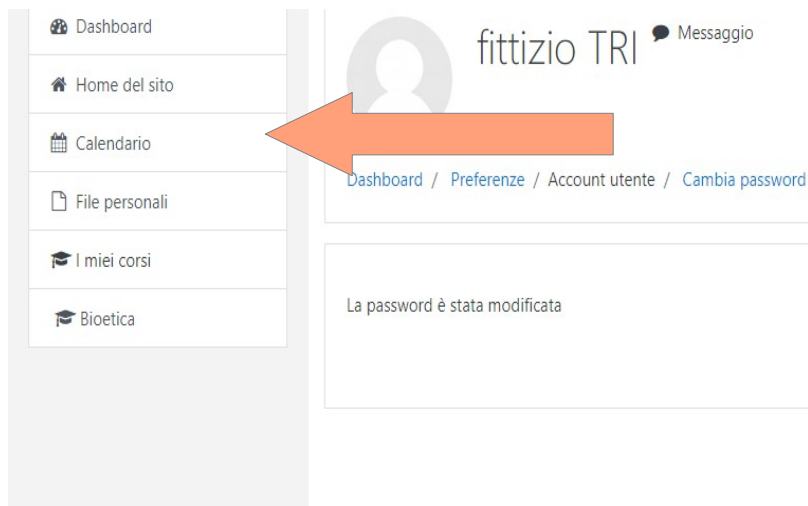 Dashboard
Home del sito
Calendario
File personali
I miei corsi
Bioetica
fittizio TRI Messaggio
Dashboard / Preferenze / Account utente / Cambia password
La password è stata modificata